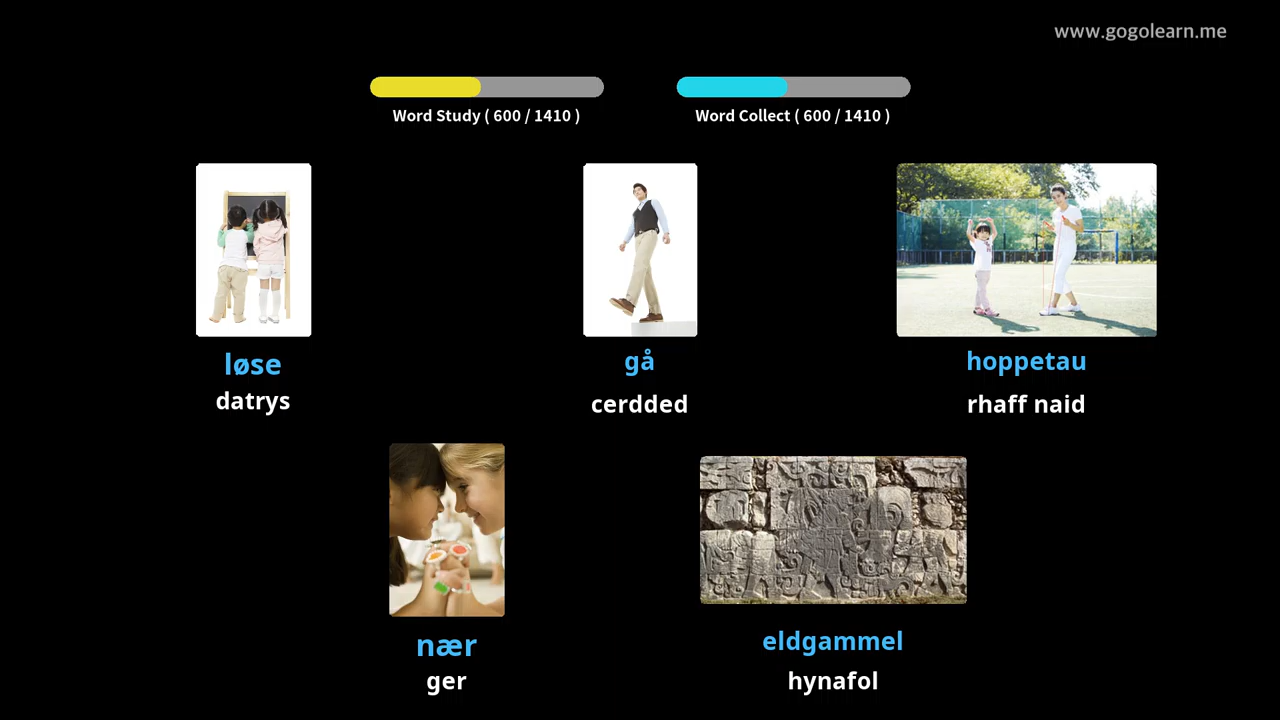 www.gogolearn.me
Word Study ( 600 / 1410 )
Word Collect ( 600 / 1410 )
løse
datrys
gå
cerdded
hoppetau
rhaff naid
nær
ger
eldgammel
hynafol